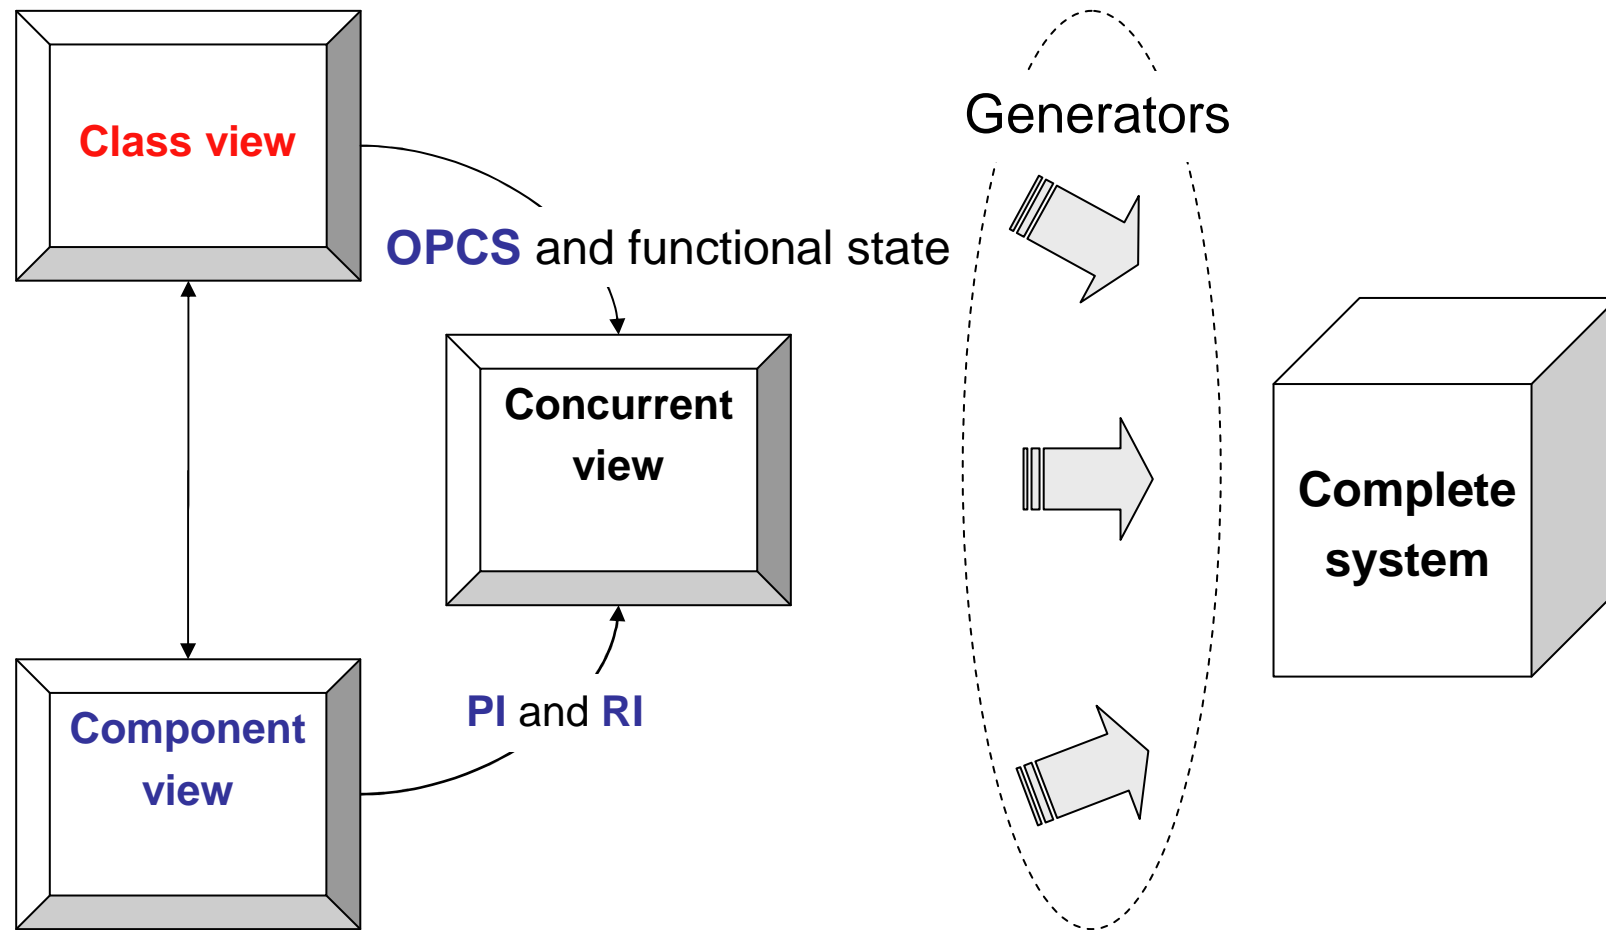 Class view
Generators
OPCS and functional state
Concurrent
view
Complete
system
PI and RI
Component
view